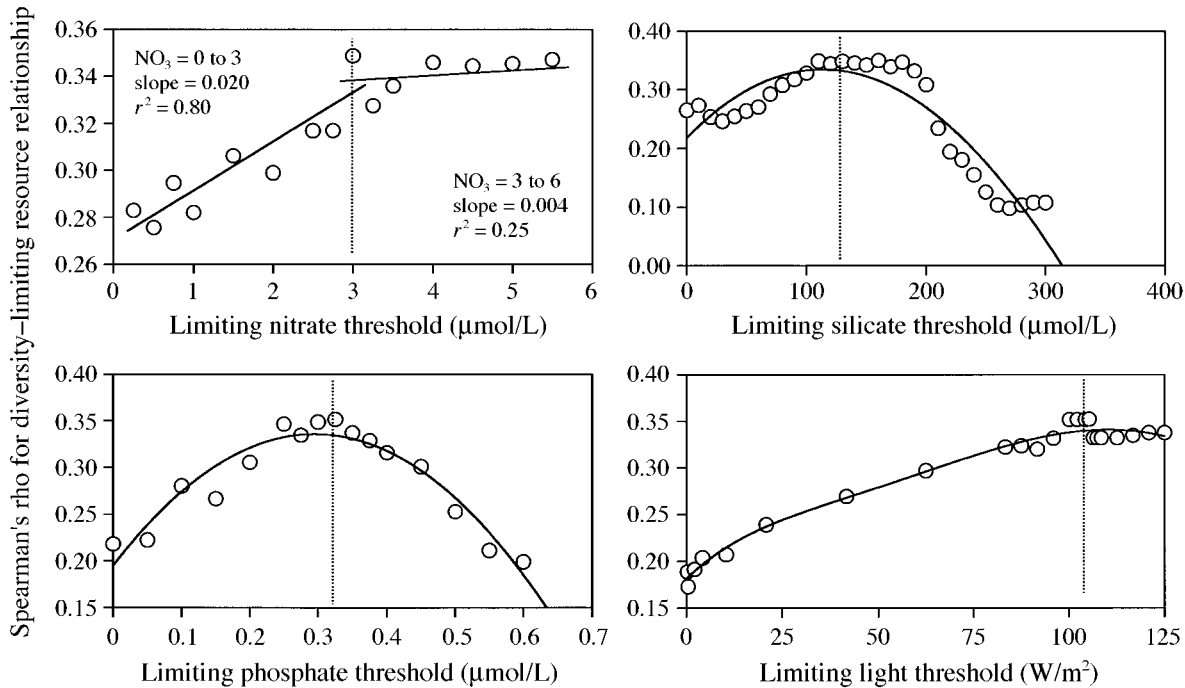 Spearman's rho for diversity–limiting resource relationship
0.36
0.34
0.32
0.30
0.28
0.26
NO₃ = 0 to 3
slope = 0.020
r² = 0.80
NO₃ = 3 to 6
slope = 0.004
r² = 0.25
0 1 2 3 4 5 6
Limiting nitrate threshold (μmol/L)
0.40
0.30
0.20
0.10
0.00
0 100 200 300 400
Limiting silicate threshold (μmol/L)
0.40
0.35
0.30
0.25
0.20
0.15
0 0.1 0.2 0.3 0.4 0.5 0.6 0.7
Limiting phosphate threshold (μmol/L)
0.40
0.35
0.30
0.25
0.20
0.15
0 25 50 75 100 125
Limiting light threshold (W/m²)